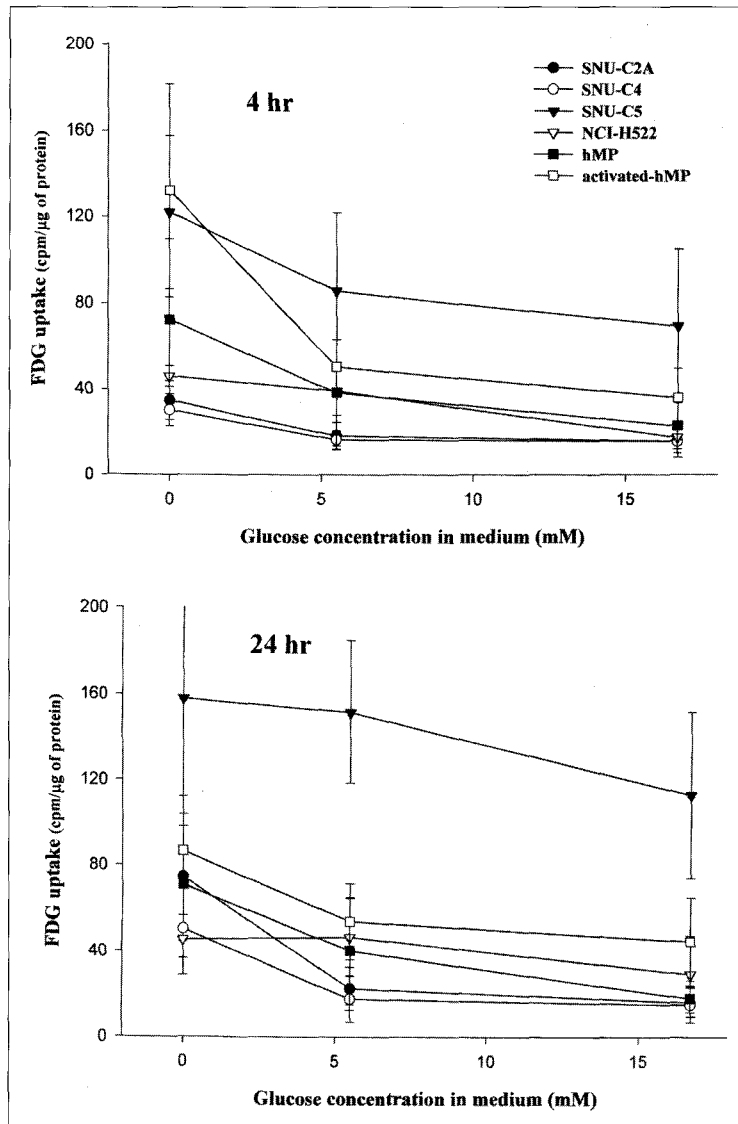 200
160
120
80
40
0
FDG uptake (cpm/µg of protein)
4 hr
SNU-C2A
SNU-C4
SNU-C5
NCI-H522
hMP
activated-hMP
0 5 10 15
Glucose concentration in medium (mM)
200
160
120
80
40
0
FDG uptake (cpm/µg of protein)
24 hr
0 5 10 15
Glucose concentration in medium (mM)